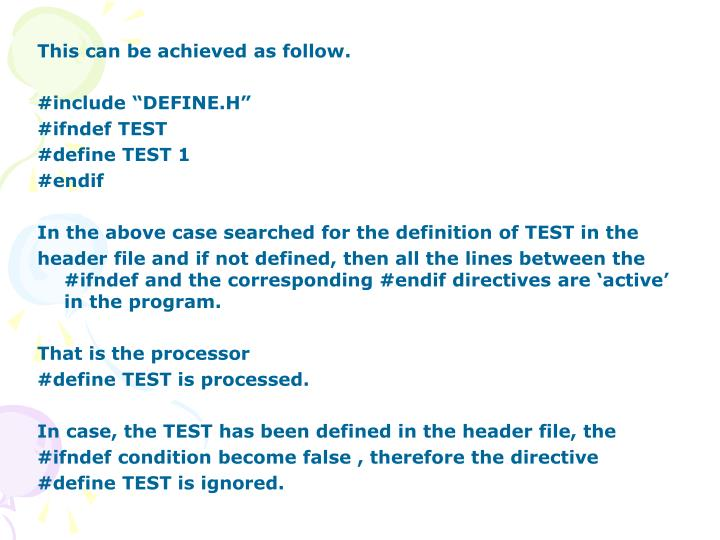 This can be achieved as follow.
#include “DEFINE.H”
#ifndef TEST
#define TEST 1
#endif
In the above case searched for the definition of TEST in the
header file and if not defined, then all the lines between the
#ifndef and the corresponding #endif directives are ‘active’
in the program.
That is the processor
#define TEST is processed.
In case, the TEST has been defined in the header file, the
#ifndef condition become false , therefore the directive
#define TEST is ignored.